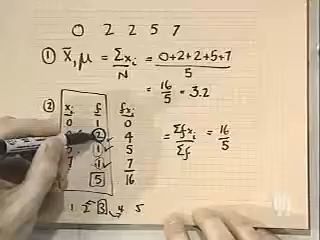 0 2 2 5 7
① x̄, μ = Σxᵢ/N = 0+2+2+5+7/5
= 16/5 = 3.2
② xᵢ f fxᵢ
0 1 0
2 4
1 ✓ 5
7 1 ✓ 7
5 16
= Σfxᵢ/Σf = 16/5
1 2 3 4 5